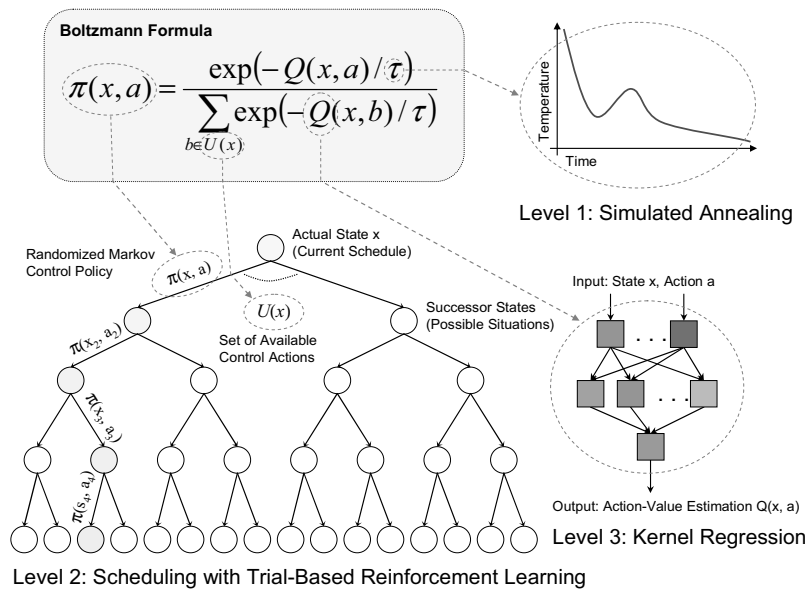 Boltzmann Formula
π(x,a) = exp(−Q(x,a)/τ)
∑ exp(−Q(x,b)/τ)
b∈U(x)
Temperature
Time
Level 1: Simulated Annealing
Actual State x
(Current Schedule)
Randomized Markov
Control Policy
π(x, a)
U(x)
Set of Available
Control Actions
Successor States
(Possible Situations)
π(x₂, a₂)
π(x₃, a₃)
π(s₄, a₄)
Input: State x, Action a
. . .
. . .
Output: Action-Value Estimation Q(x, a)
Level 3: Kernel Regression
Level 2: Scheduling with Trial-Based Reinforcement Learning